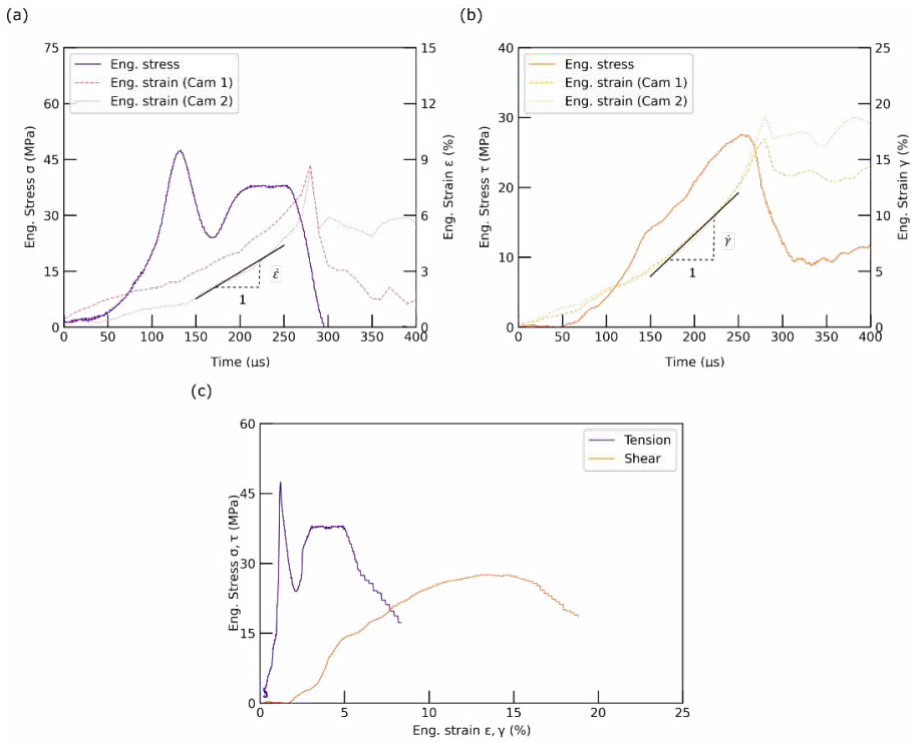 (a)
75
60
45
30
15
0
Eng. Stress σ (MPa)
Eng. stress
Eng. strain (Cam 1)
Eng. strain (Cam 2)
1
ε̇
15
12
9
6
3
0
Eng. Strain ε (%)
0 50 100 150 200 250 300 350 400
Time (μs)
(b)
40
30
20
10
0
Eng. Stress τ (MPa)
Eng. stress
Eng. strain (Cam 1)
Eng. strain (Cam 2)
1
γ̇
25
20
15
10
5
0
Eng. Strain γ (%)
0 50 100 150 200 250 300 350 400
Time (μs)
(c)
60
45
30
15
0
Eng. Stress σ, τ (MPa)
Tension
Shear
0 5 10 15 20 25
Eng. strain ε, γ (%)